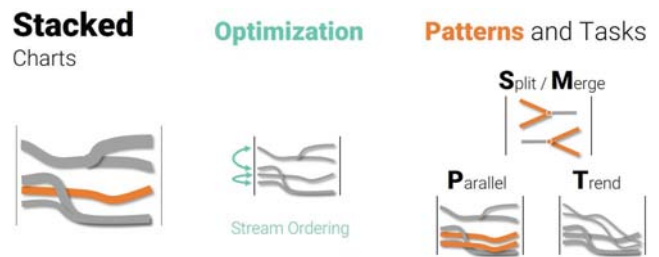 Stacked
Charts
Optimization
Stream Ordering
Patterns and Tasks
Split / Merge
Parallel
Trend